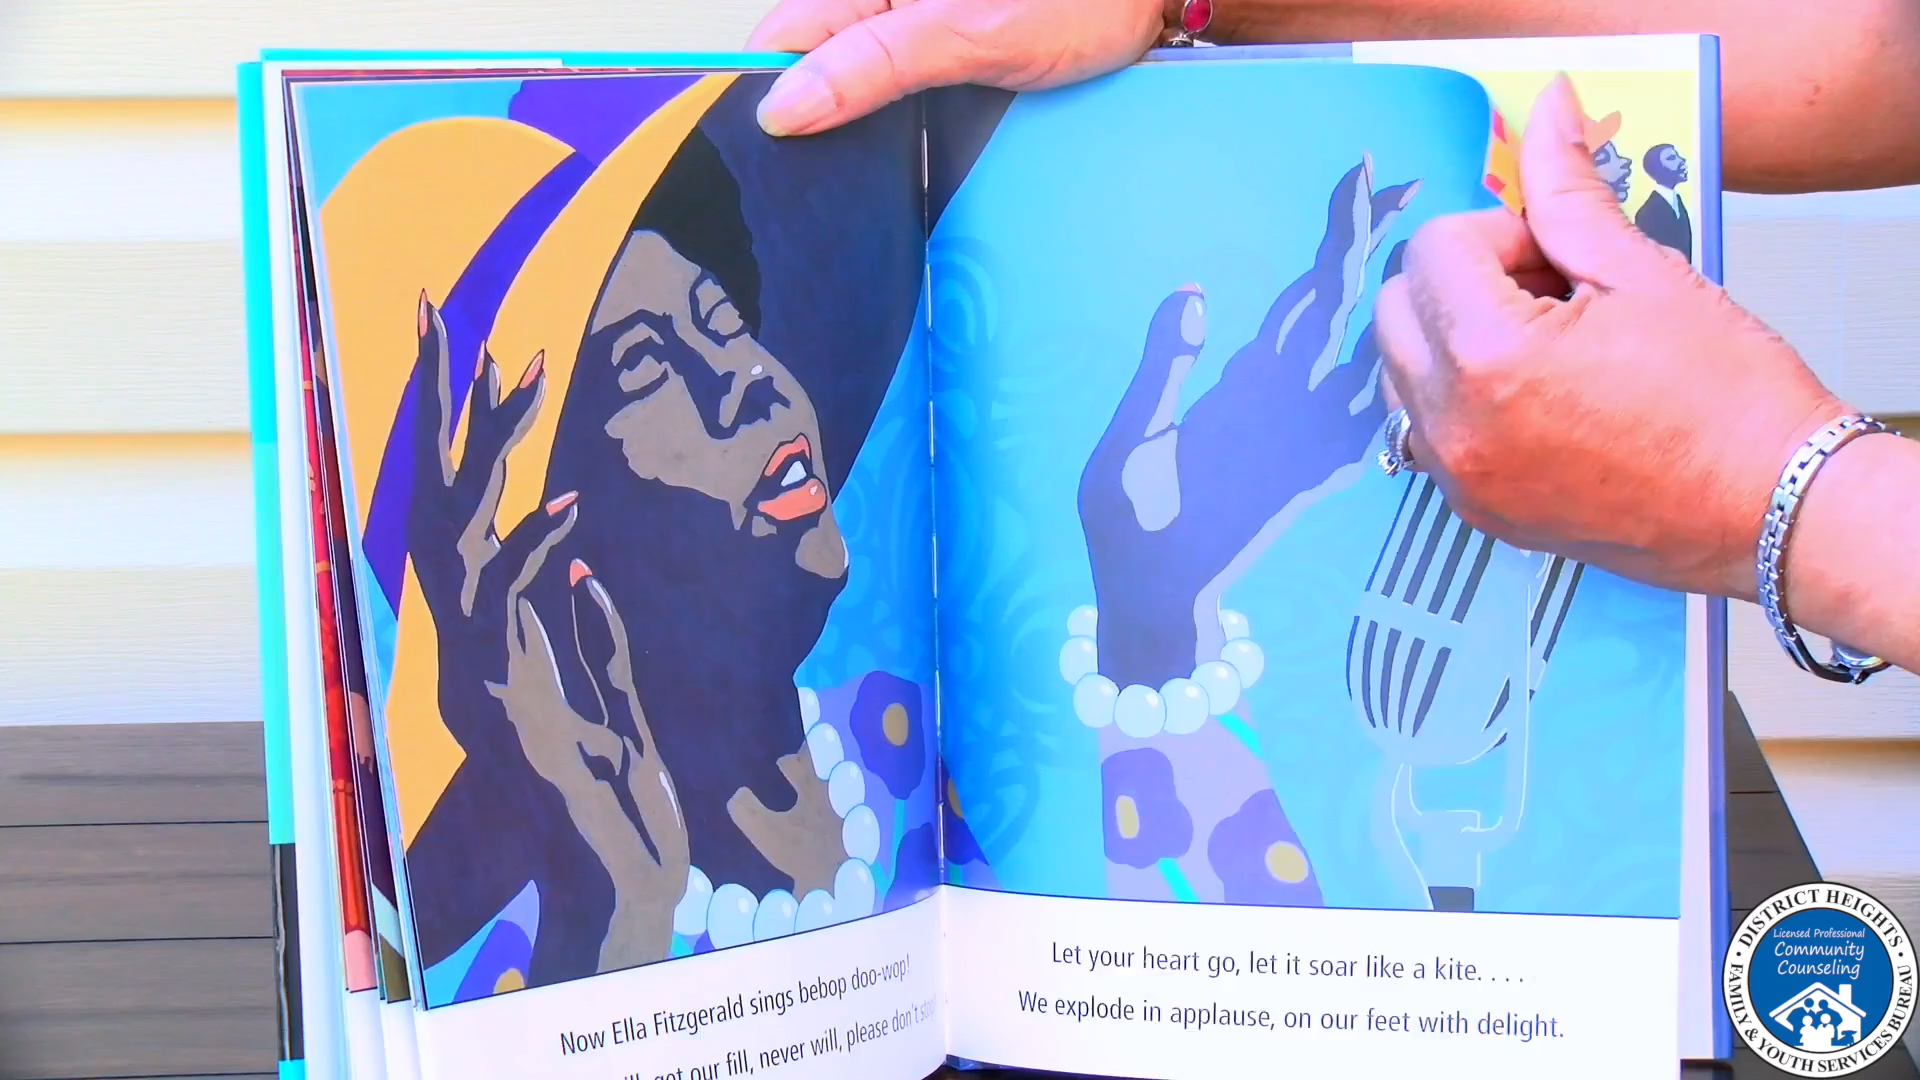 Now Ella Fitzgerald sings bebop doo-wop!
got our fill, never will, please don't stop!
Let your heart go, let it soar like a kite. . . .
We explode in applause, on our feet with delight.
DISTRICT HEIGHTS
Licensed Professional
Community
Counseling
FAMILY & YOUTH SERVICES BUREAU